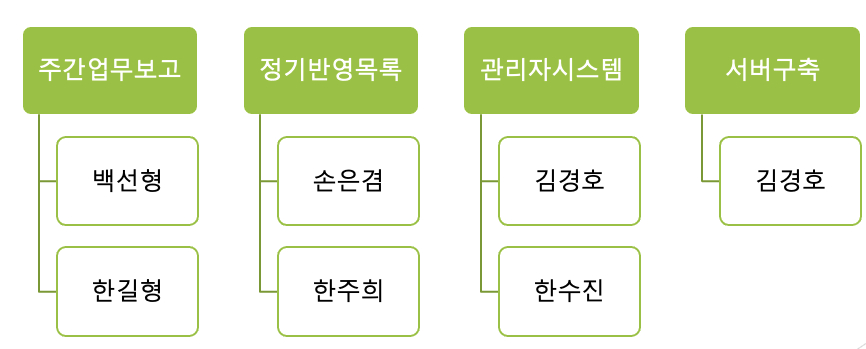 주간업무보고
백선형
한길형
정기반영목록
손은겸
한주희
관리자시스템
김경호
한수진
서버구축
김경호